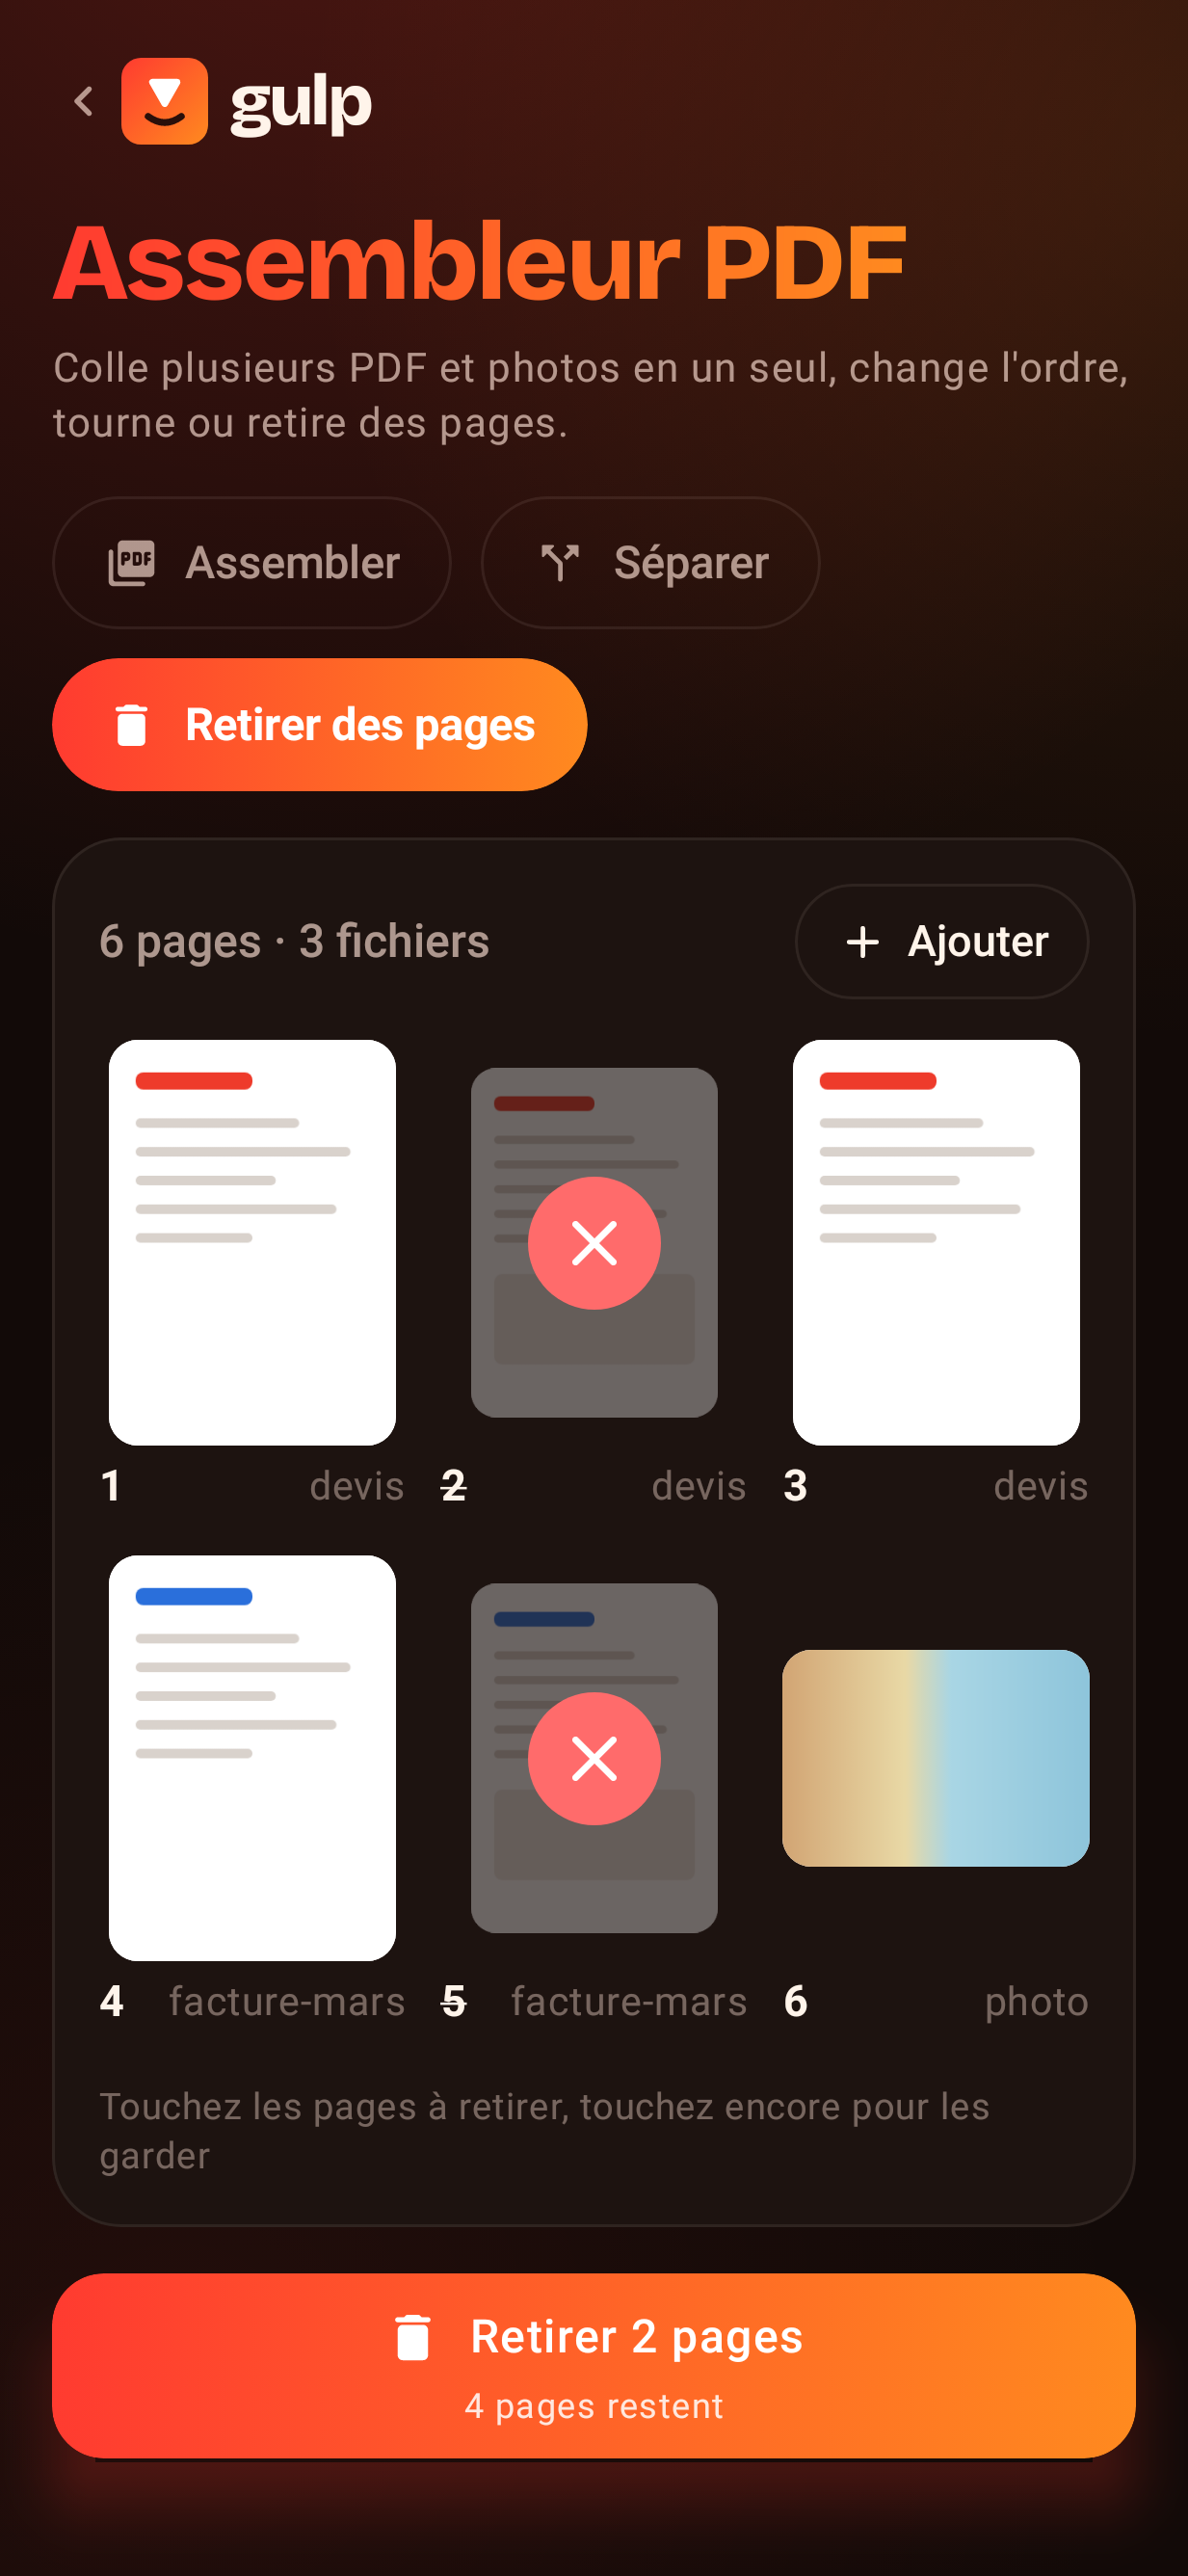 gulp
Assembleur PDF
Colle plusieurs PDF et photos en un seul, change l'ordre,
tourne ou retire des pages.
PDF Assembler
Séparer
Retirer des pages
6 pages · 3 fichiers
+ Ajouter
1 devis
2 devis
3 devis
4 facture-mars
5 facture-mars
6 photo
Touchez les pages à retirer, touchez encore pour les
garder
Retirer 2 pages
4 pages restent